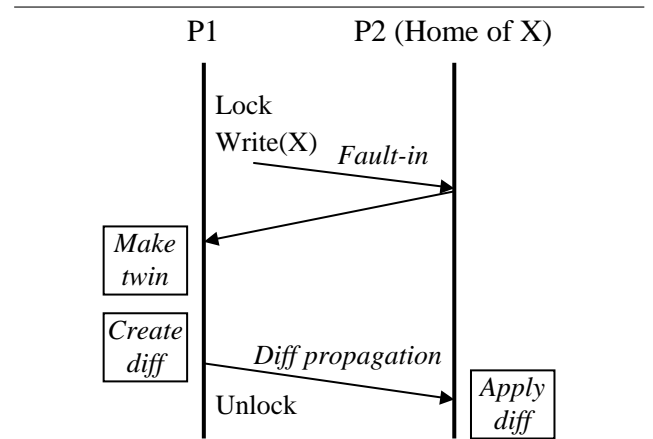 P1
P2 (Home of X)
Lock
Write(X)
Fault-in
Make
twin
Create
diff
Diff propagation
Unlock
Apply
diff